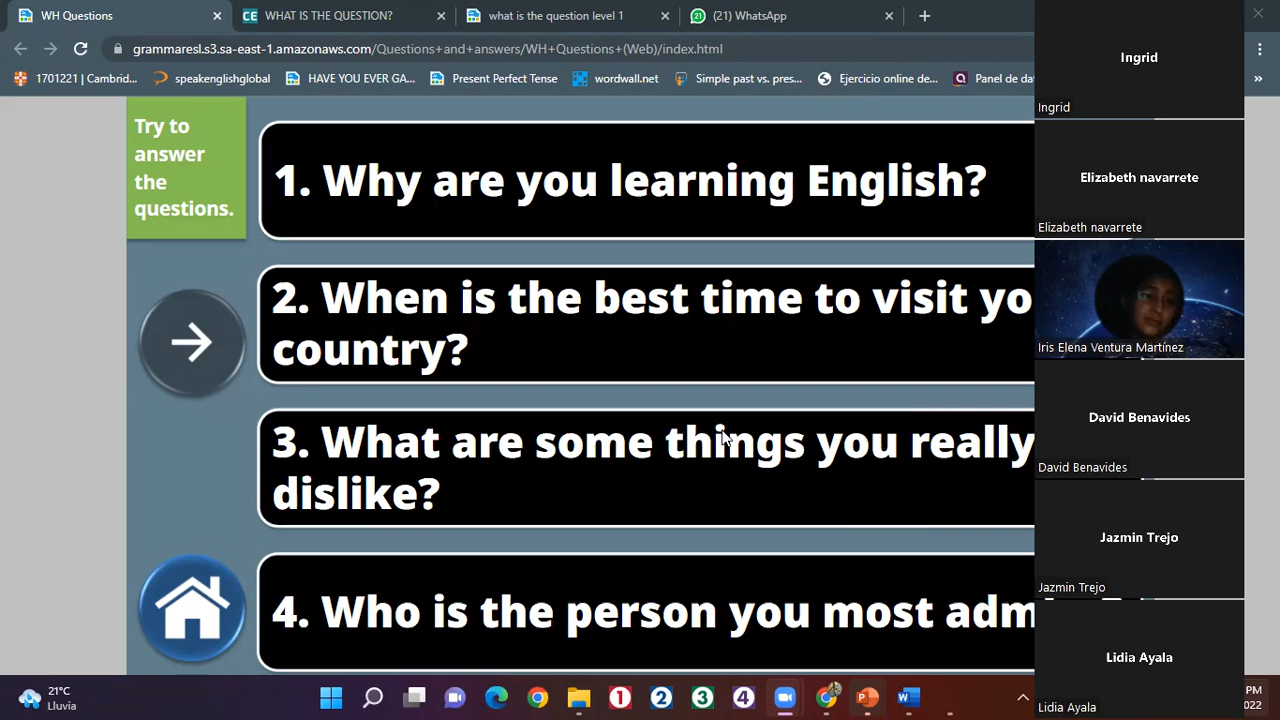 WH Questions
WHAT IS THE QUESTION?
what is the question level 1
(21) WhatsApp
grammaresl.s3.sa-east-1.amazonaws.com/Questions+and+answers/WH+Questions+(Web)/index.html
1701221 | Cambrid...
speakenglishglobal
HAVE YOU EVER GA...
Present Perfect Tense
wordwall.net
Simple past vs. pres...
Ejercicio online de...
Panel de da
»
Try to
answer
the
questions.
1. Why are you learning English?
2. When is the best time to visit yo
country?
3. What are some things you really
dislike?
4. Who is the person you most adm
Ingrid
Ingrid
Elizabeth navarrete
Elizabeth navarrete
Iris Elena Ventura Martínez
David Benavides
David Benavides
Jazmin Trejo
Jazmin Trejo
Lidia Ayala
Lidia Ayala
21°C
Lluvia
1 2 3 4
PM
2022